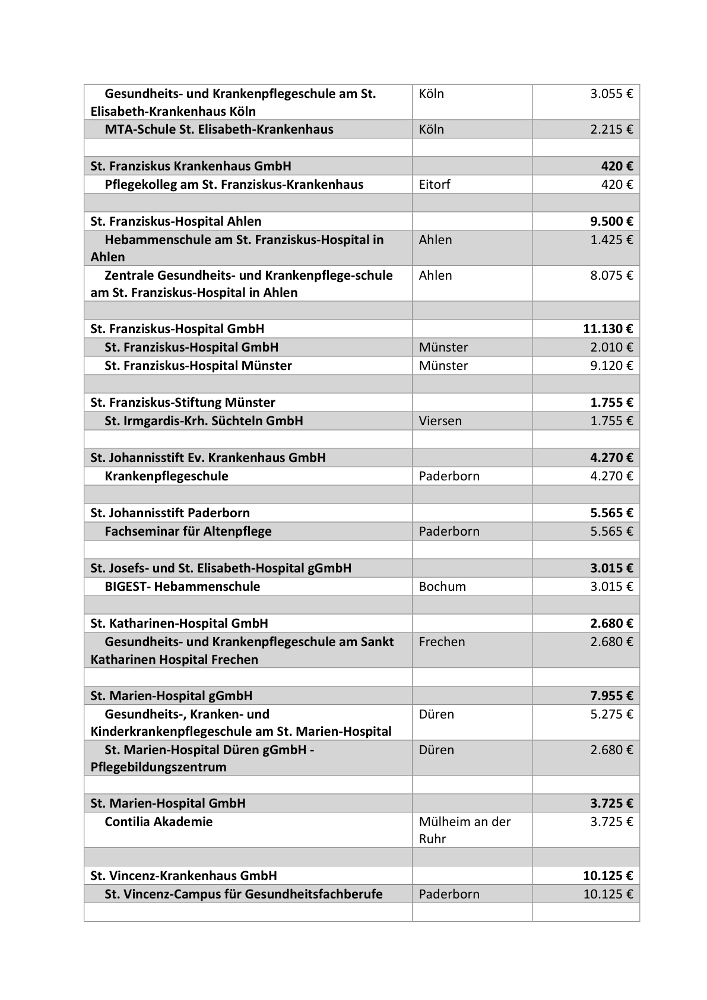 Gesundheits- und Krankenpflegeschule am St. Köln 3.055 €
Elisabeth-Krankenhaus Köln
MTA-Schule St. Elisabeth-Krankenhaus Köln 2.215 €
St. Franziskus Krankenhaus GmbH 420 €
Pflegekolleg am St. Franziskus-Krankenhaus Eitorf 420 €
St. Franziskus-Hospital Ahlen 9.500 €
Hebammenschule am St. Franziskus-Hospital in Ahlen 1.425 €
Ahlen
Zentrale Gesundheits- und Krankenpflege-schule Ahlen 8.075 €
am St. Franziskus-Hospital in Ahlen
St. Franziskus-Hospital GmbH 11.130 €
St. Franziskus-Hospital GmbH Münster 2.010 €
St. Franziskus-Hospital Münster Münster 9.120 €
St. Franziskus-Stiftung Münster 1.755 €
St. Irmgardis-Krh. Süchteln GmbH Viersen 1.755 €
St. Johannisstift Ev. Krankenhaus GmbH 4.270 €
Krankenpflegeschule Paderborn 4.270 €
St. Johannisstift Paderborn 5.565 €
Fachseminar für Altenpflege Paderborn 5.565 €
St. Josefs- und St. Elisabeth-Hospital gGmbH 3.015 €
BIGEST- Hebammenschule Bochum 3.015 €
St. Katharinen-Hospital GmbH 2.680 €
Gesundheits- und Krankenpflegeschule am Sankt Frechen 2.680 €
Katharinen Hospital Frechen
St. Marien-Hospital gGmbH 7.955 €
Gesundheits-, Kranken- und Düren 5.275 €
Kinderkrankenpflegeschule am St. Marien-Hospital
St. Marien-Hospital Düren gGmbH - Düren 2.680 €
Pflegebildungszentrum
St. Marien-Hospital GmbH 3.725 €
Contilia Akademie Mülheim an der 3.725 €
Ruhr
St. Vincenz-Krankenhaus GmbH 10.125 €
St. Vincenz-Campus für Gesundheitsfachberufe Paderborn 10.125 €